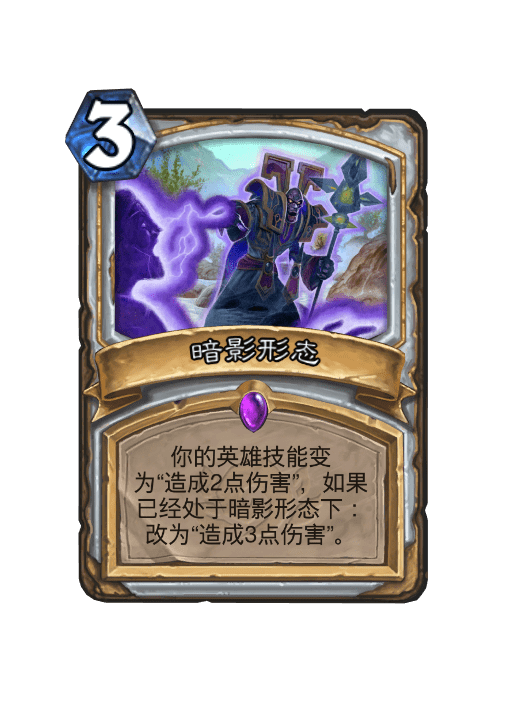 3
暗影形态
你的英雄技能变
为“造成2点伤害”，如果
已经处于暗影形态下：
改为“造成3点伤害”。